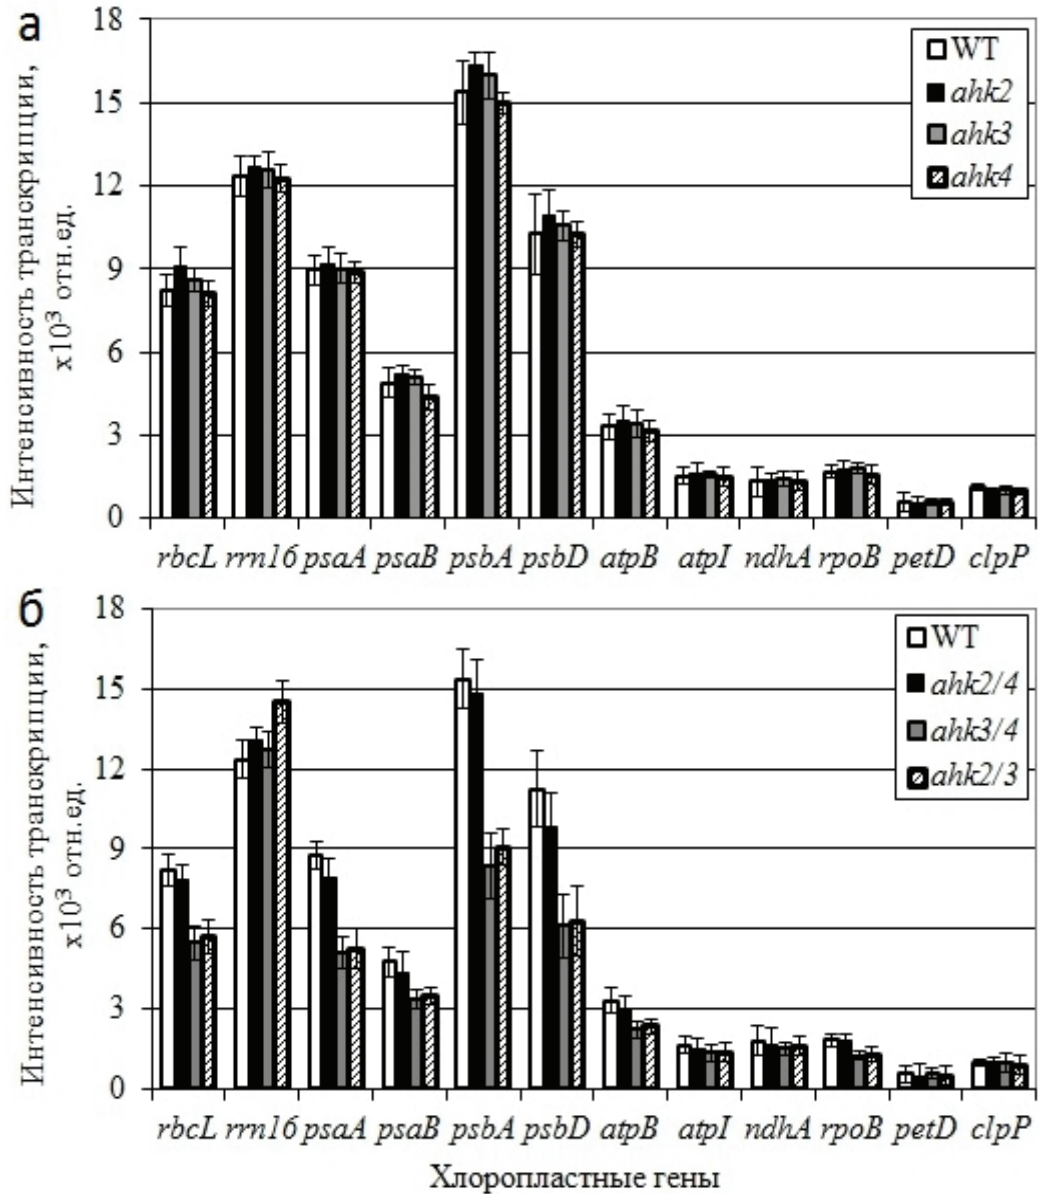 а
Интенсивность транскрипции,
x10³ отн.ед.
18
15
12
9
6
3
0
WT
ahk2
ahk3
ahk4
rbcL rrn16 psaA psaB psbA psbD atpB atpI ndhA rpoB petD clpP
б
Интенсивность транскрипции,
x10³ отн.ед.
18
15
12
9
6
3
0
WT
ahk2/4
ahk3/4
ahk2/3
rbcL rrn16 psaA psaB psbA psbD atpB atpI ndhA rpoB petD clpP
Хлоропластные гены